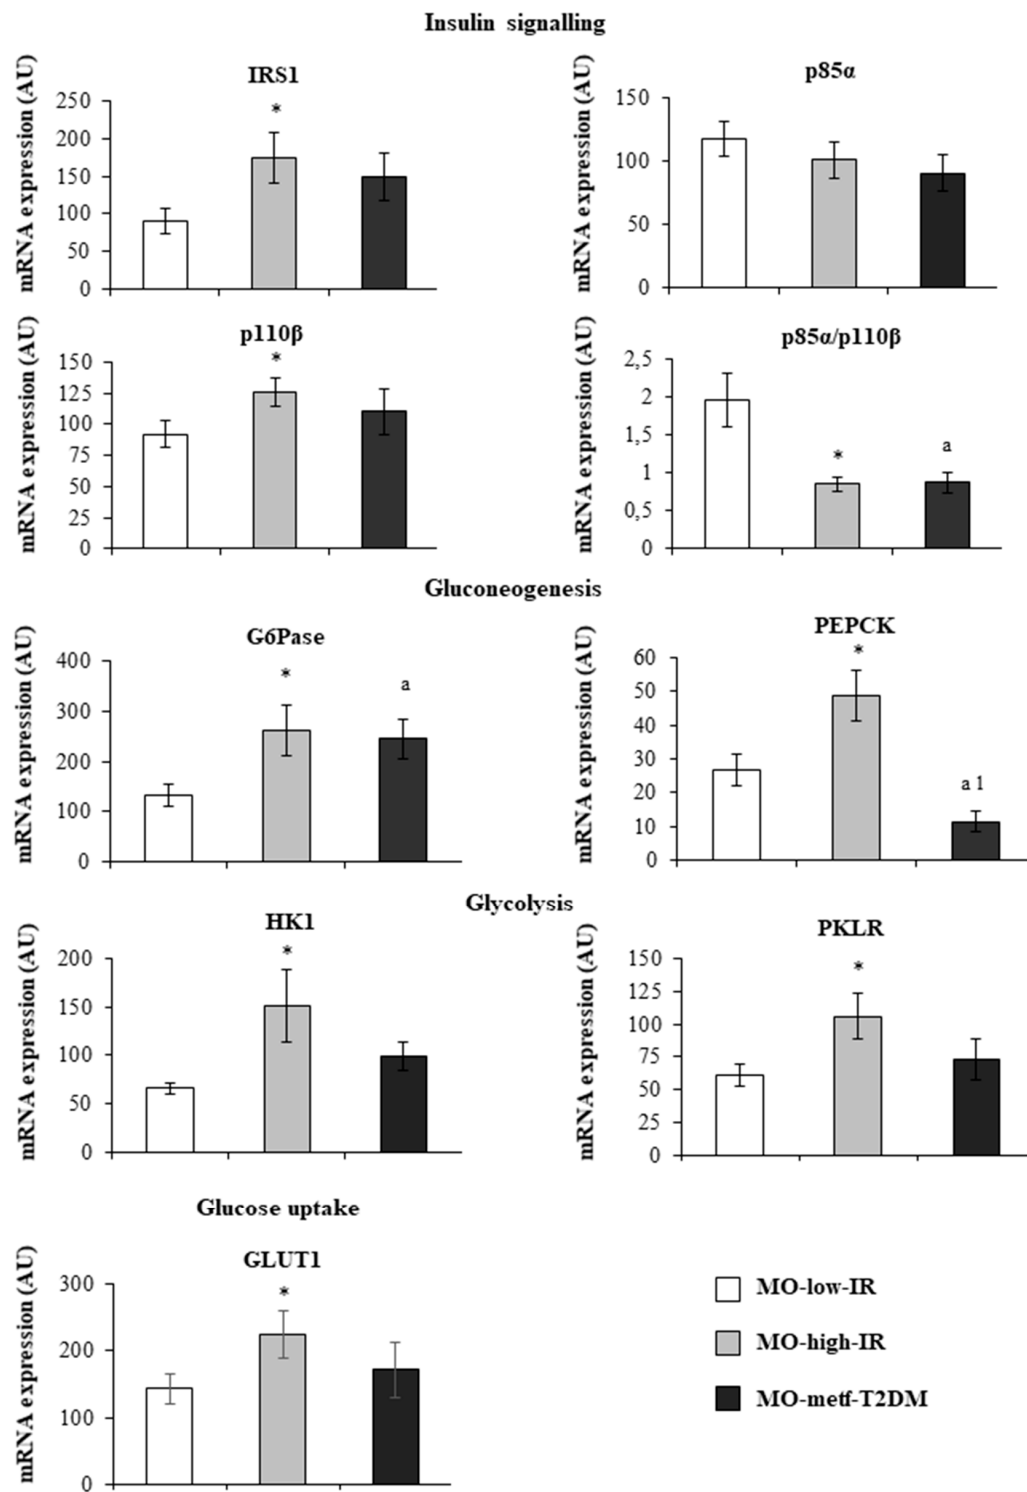 Insulin signalling
IRS1
mRNA expression (AU)
250
200
150
100
50
0
*
p85α
mRNA expression (AU)
150
100
50
0
p110β
mRNA expression (AU)
150
125
100
75
50
25
0
*
p85α/p110β
mRNA expression (AU)
2,5
2
1,5
1
0,5
0
*
a
Gluconeogenesis
G6Pase
mRNA expression (AU)
400
300
200
100
0
*
a
PEPCK
mRNA expression (AU)
60
50
40
30
20
10
0
*
a 1
Glycolysis
HK1
mRNA expression (AU)
200
150
100
50
0
*
PKLR
mRNA expression (AU)
150
125
100
75
50
25
0
*
Glucose uptake
GLUT1
mRNA expression (AU)
300
200
100
0
*
MO-low-IR
MO-high-IR
MO-metf-T2DM